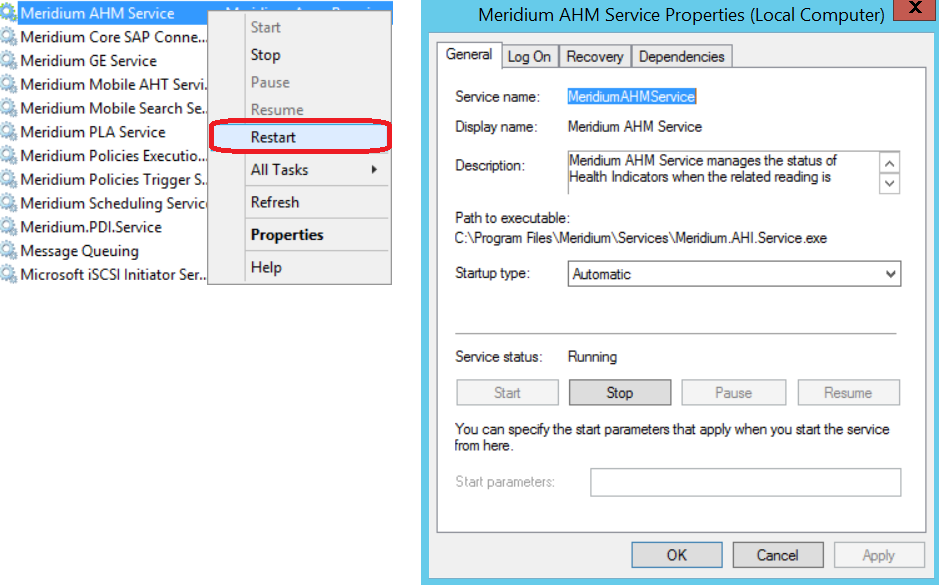 Meridium AHM Service
Meridium Core SAP Conne...
Meridium GE Service
Meridium Mobile AHT Servi...
Meridium Mobile Search Se...
Meridium PLA Service
Meridium Policies Executio...
Meridium Policies Trigger S...
Meridium Scheduling Service
Meridium.PDI.Service
Message Queuing
Microsoft iSCSI Initiator Ser...
Start
Stop
Pause
Resume
Restart
All Tasks
Refresh
Properties
Help
Meridium AHM Service Properties (Local Computer)
X
General Log On Recovery Dependencies
Service name: MeridiumAHMService
Display name: Meridium AHM Service
Description: Meridium AHM Service manages the status of
Health Indicators when the related reading is
Path to executable:
C:\Program Files\Meridium\Services\Meridium.AHI.Service.exe
Startup type: Automatic
Service status: Running
Start Stop Pause Resume
You can specify the start parameters that apply when you start the service
from here.
Start parameters:
OK Cancel Apply